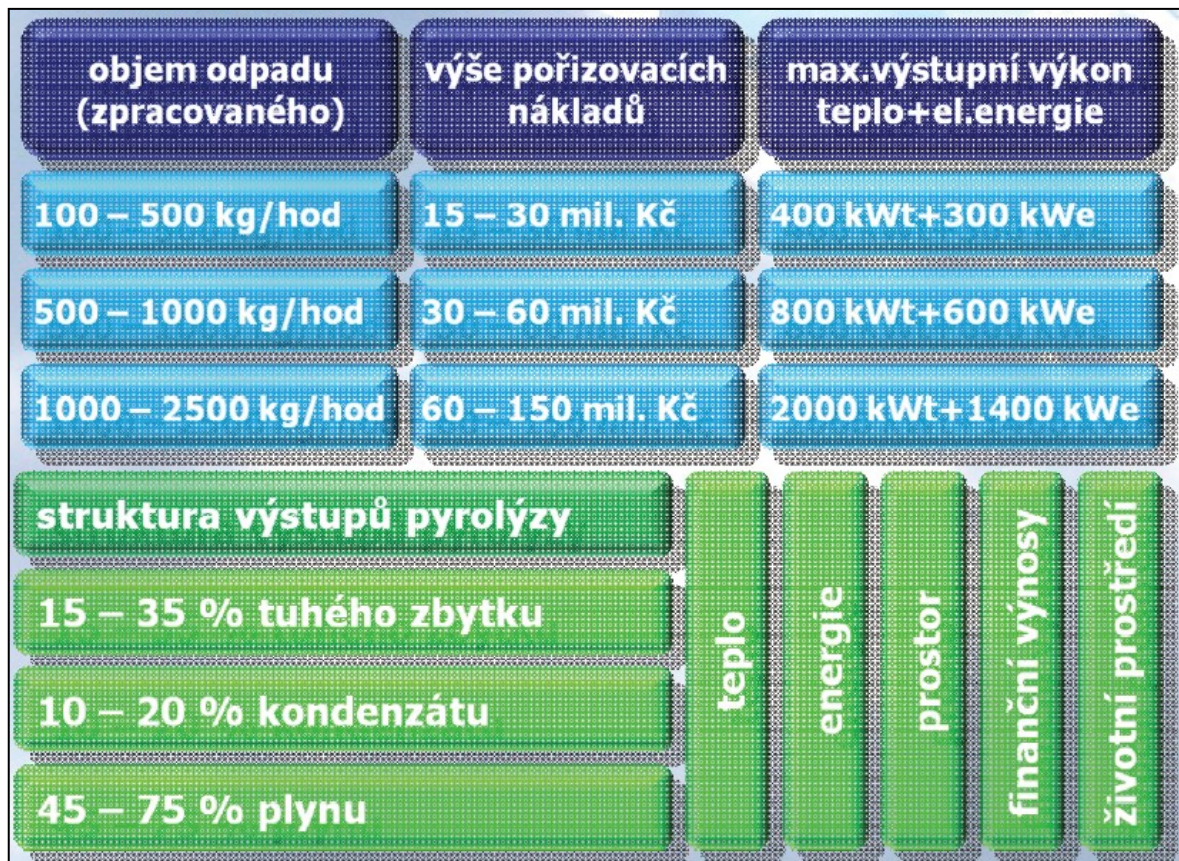 objem odpadu
(zpracovaného)
výše pořizovacích
nákladů
max.výstupní výkon
teplo+el.energie
100 – 500 kg/hod
15 – 30 mil. Kč
400 kWt+300 kWe
500 – 1000 kg/hod
30 – 60 mil. Kč
800 kWt+600 kWe
1000 – 2500 kg/hod
60 – 150 mil. Kč
2000 kWt+1400 kWe
struktura výstupů pyrolýzy
15 – 35 % tuhého zbytku
10 – 20 % kondenzátu
45 – 75 % plynu
teplo
energie
prostor
finanční výnosy
životní prostředí